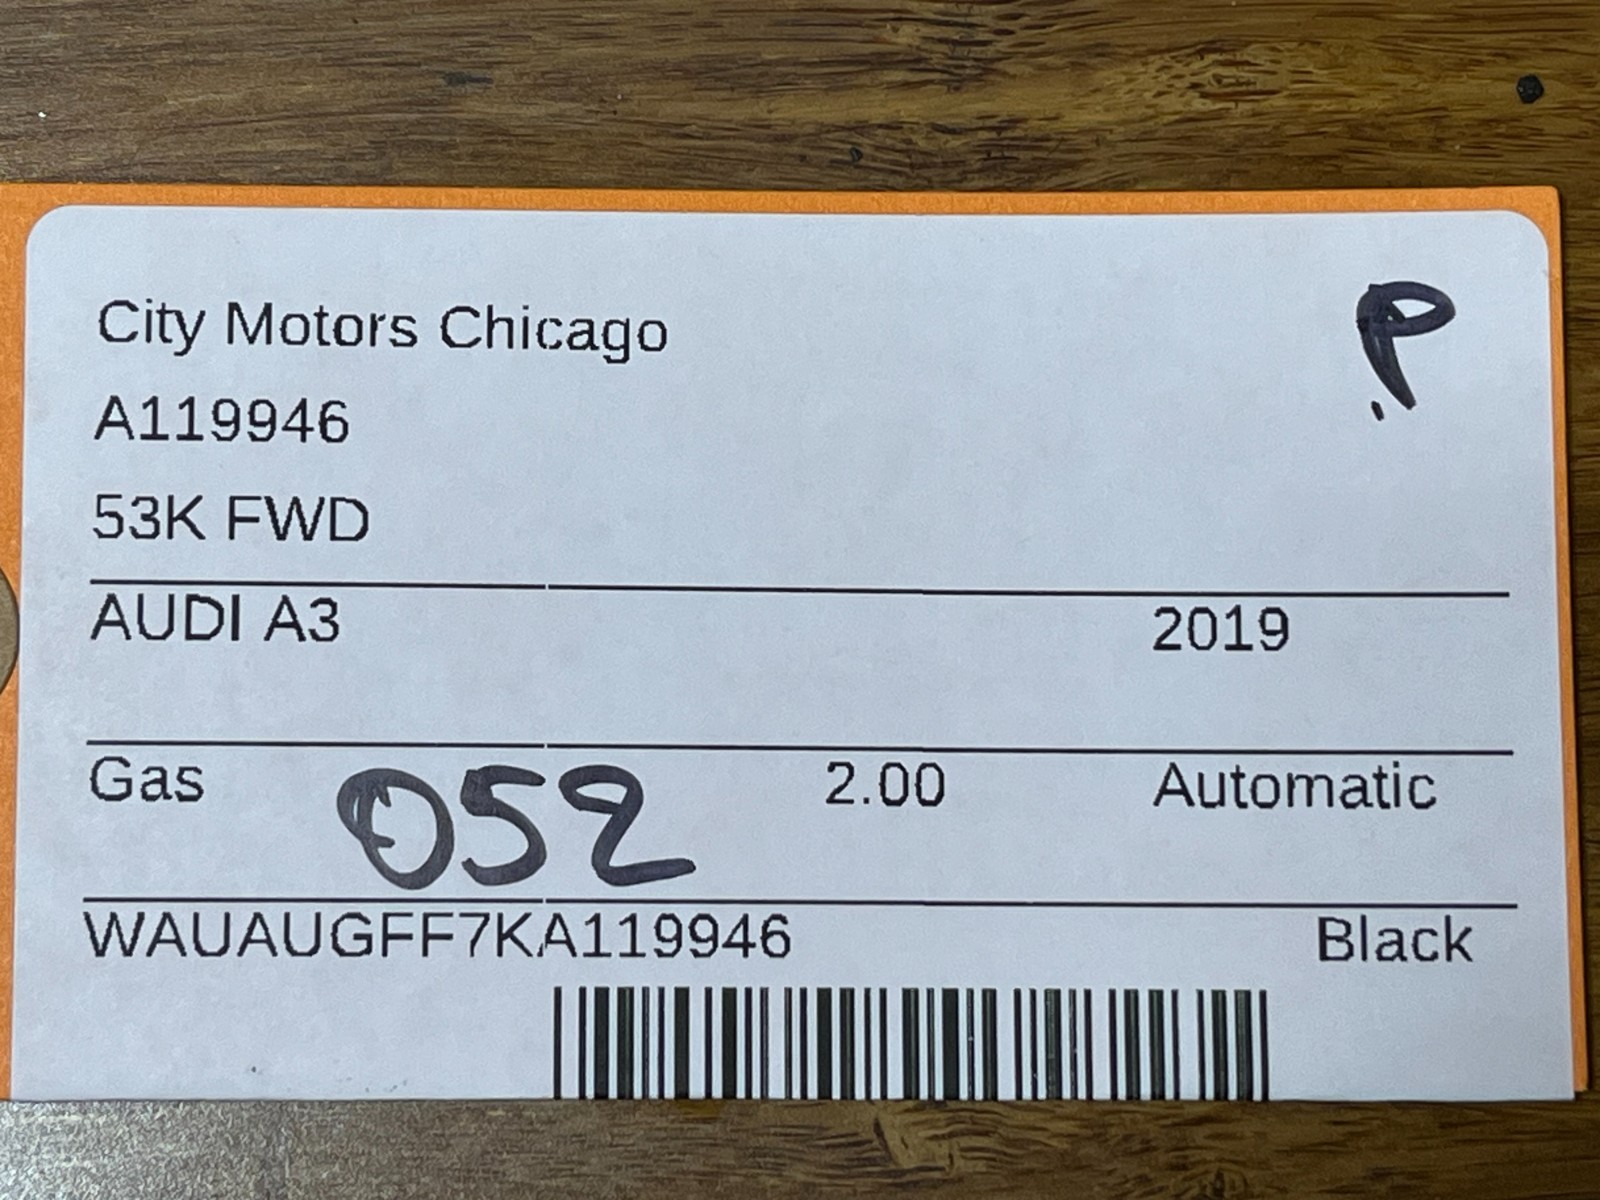 City Motors Chicago
A119946
53K FWD
AUDI A3 2019
Gas 052 2.00 Automatic
WAUAUGFF7KA119946 Black